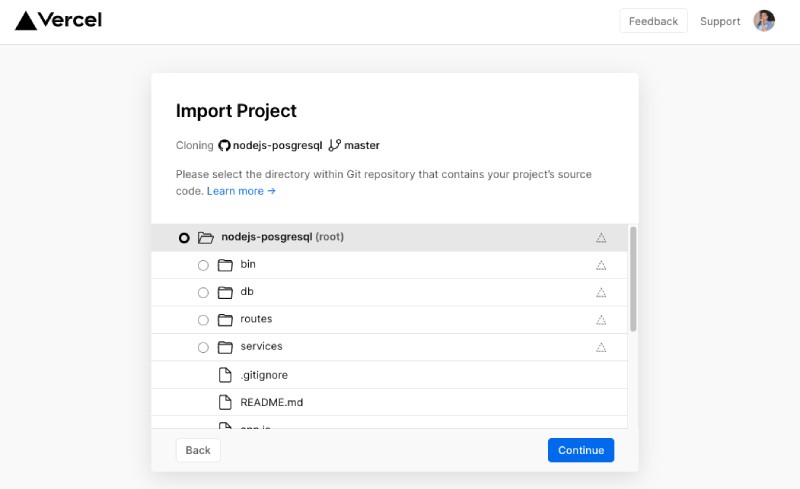 Vercel
Feedback
Support
Import Project
Cloning nodejs-posgresql master
Please select the directory within Git repository that contains your project's source
code. Learn more →
nodejs-posgresql (root)
bin
db
routes
services
.gitignore
README.md
Back
Continue